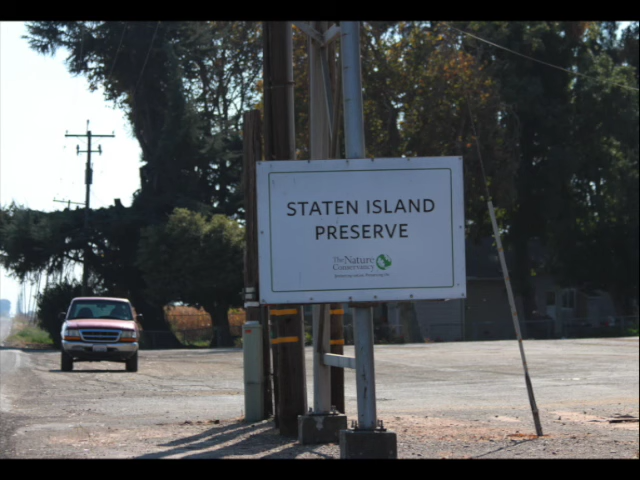 STATEN ISLAND
PRESERVE
The Nature
Conservancy